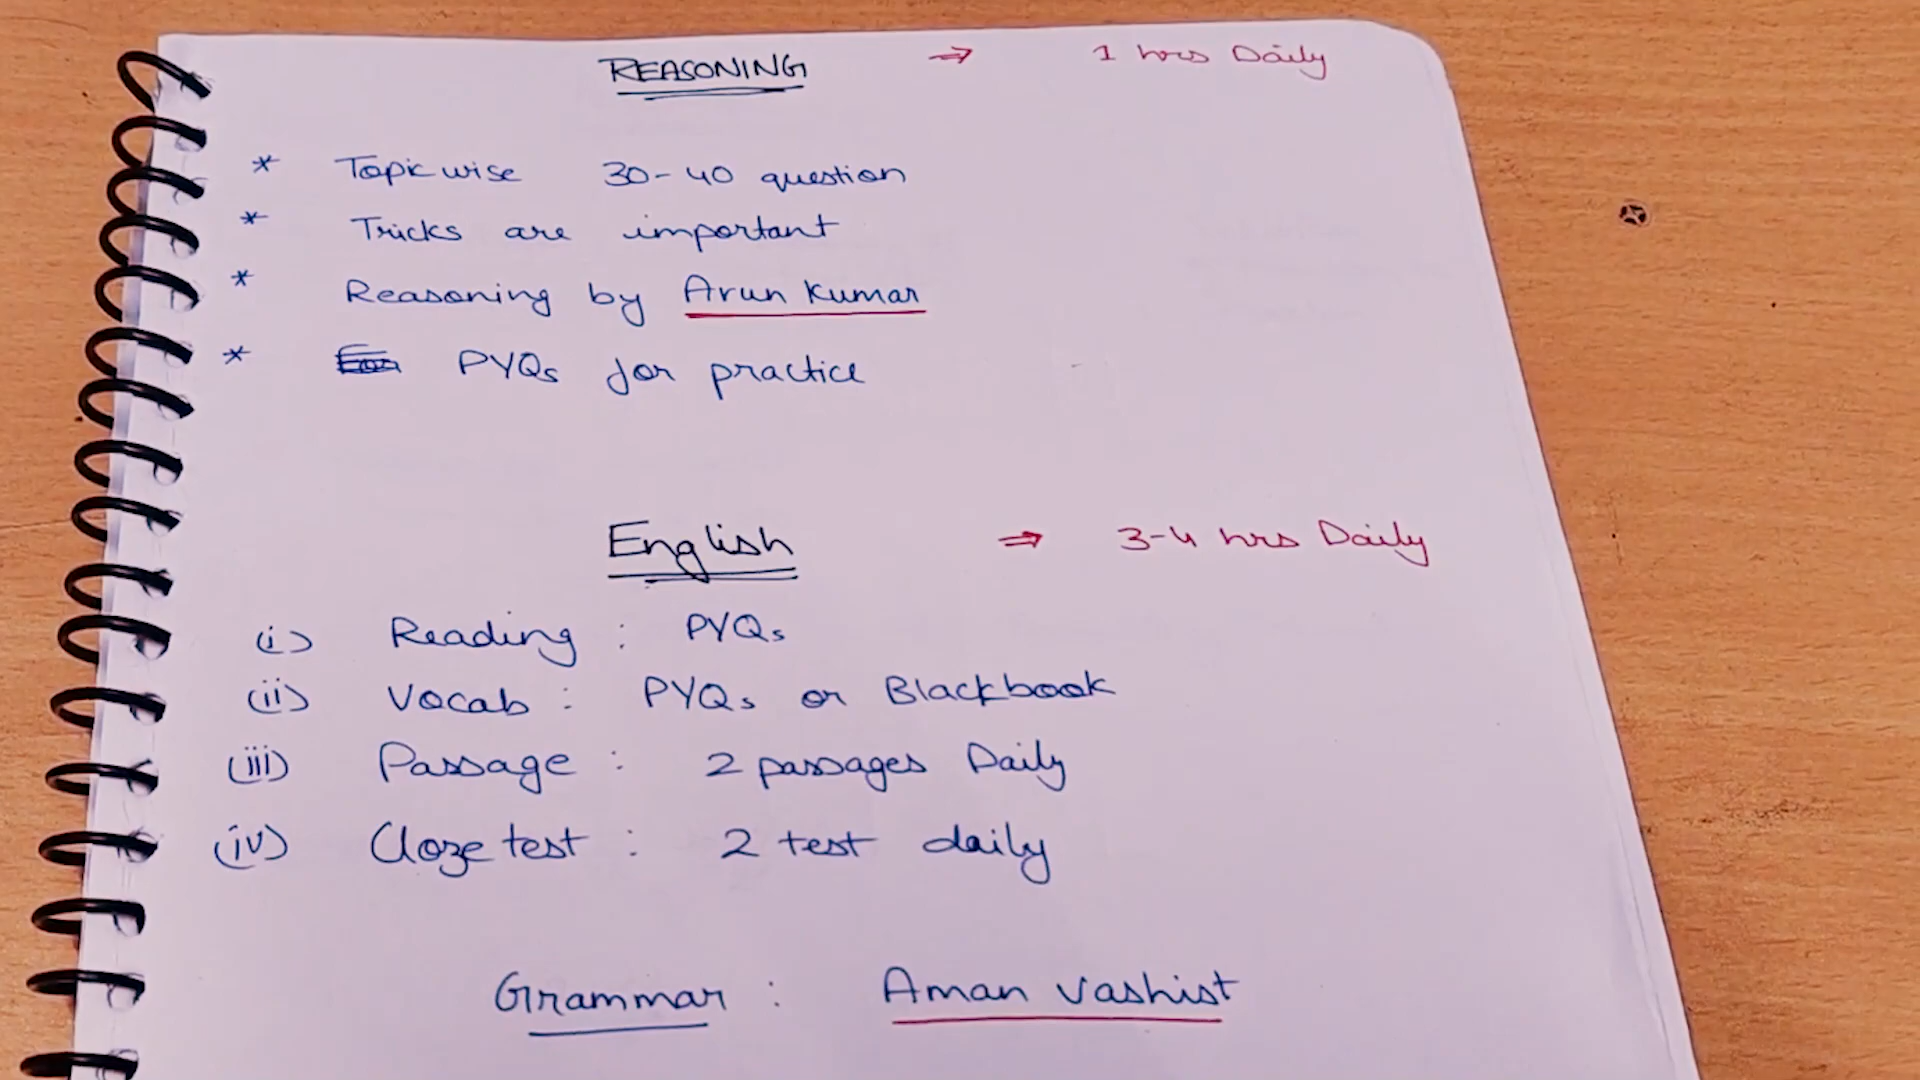 REASONING ⇒ 1 hrs Daily
* Topicwise 30-40 question
* Tricks are important
* Reasoning by Arun Kumar
* PYQs for practice
English ⇒ 3-4 hrs Daily
(i) Reading : PYQs
(ii) Vocab : PYQs or Blackbook
(iii) Passage : 2 passages Daily
(iv) Cloze test : 2 test daily
Grammar : Aman Vashist